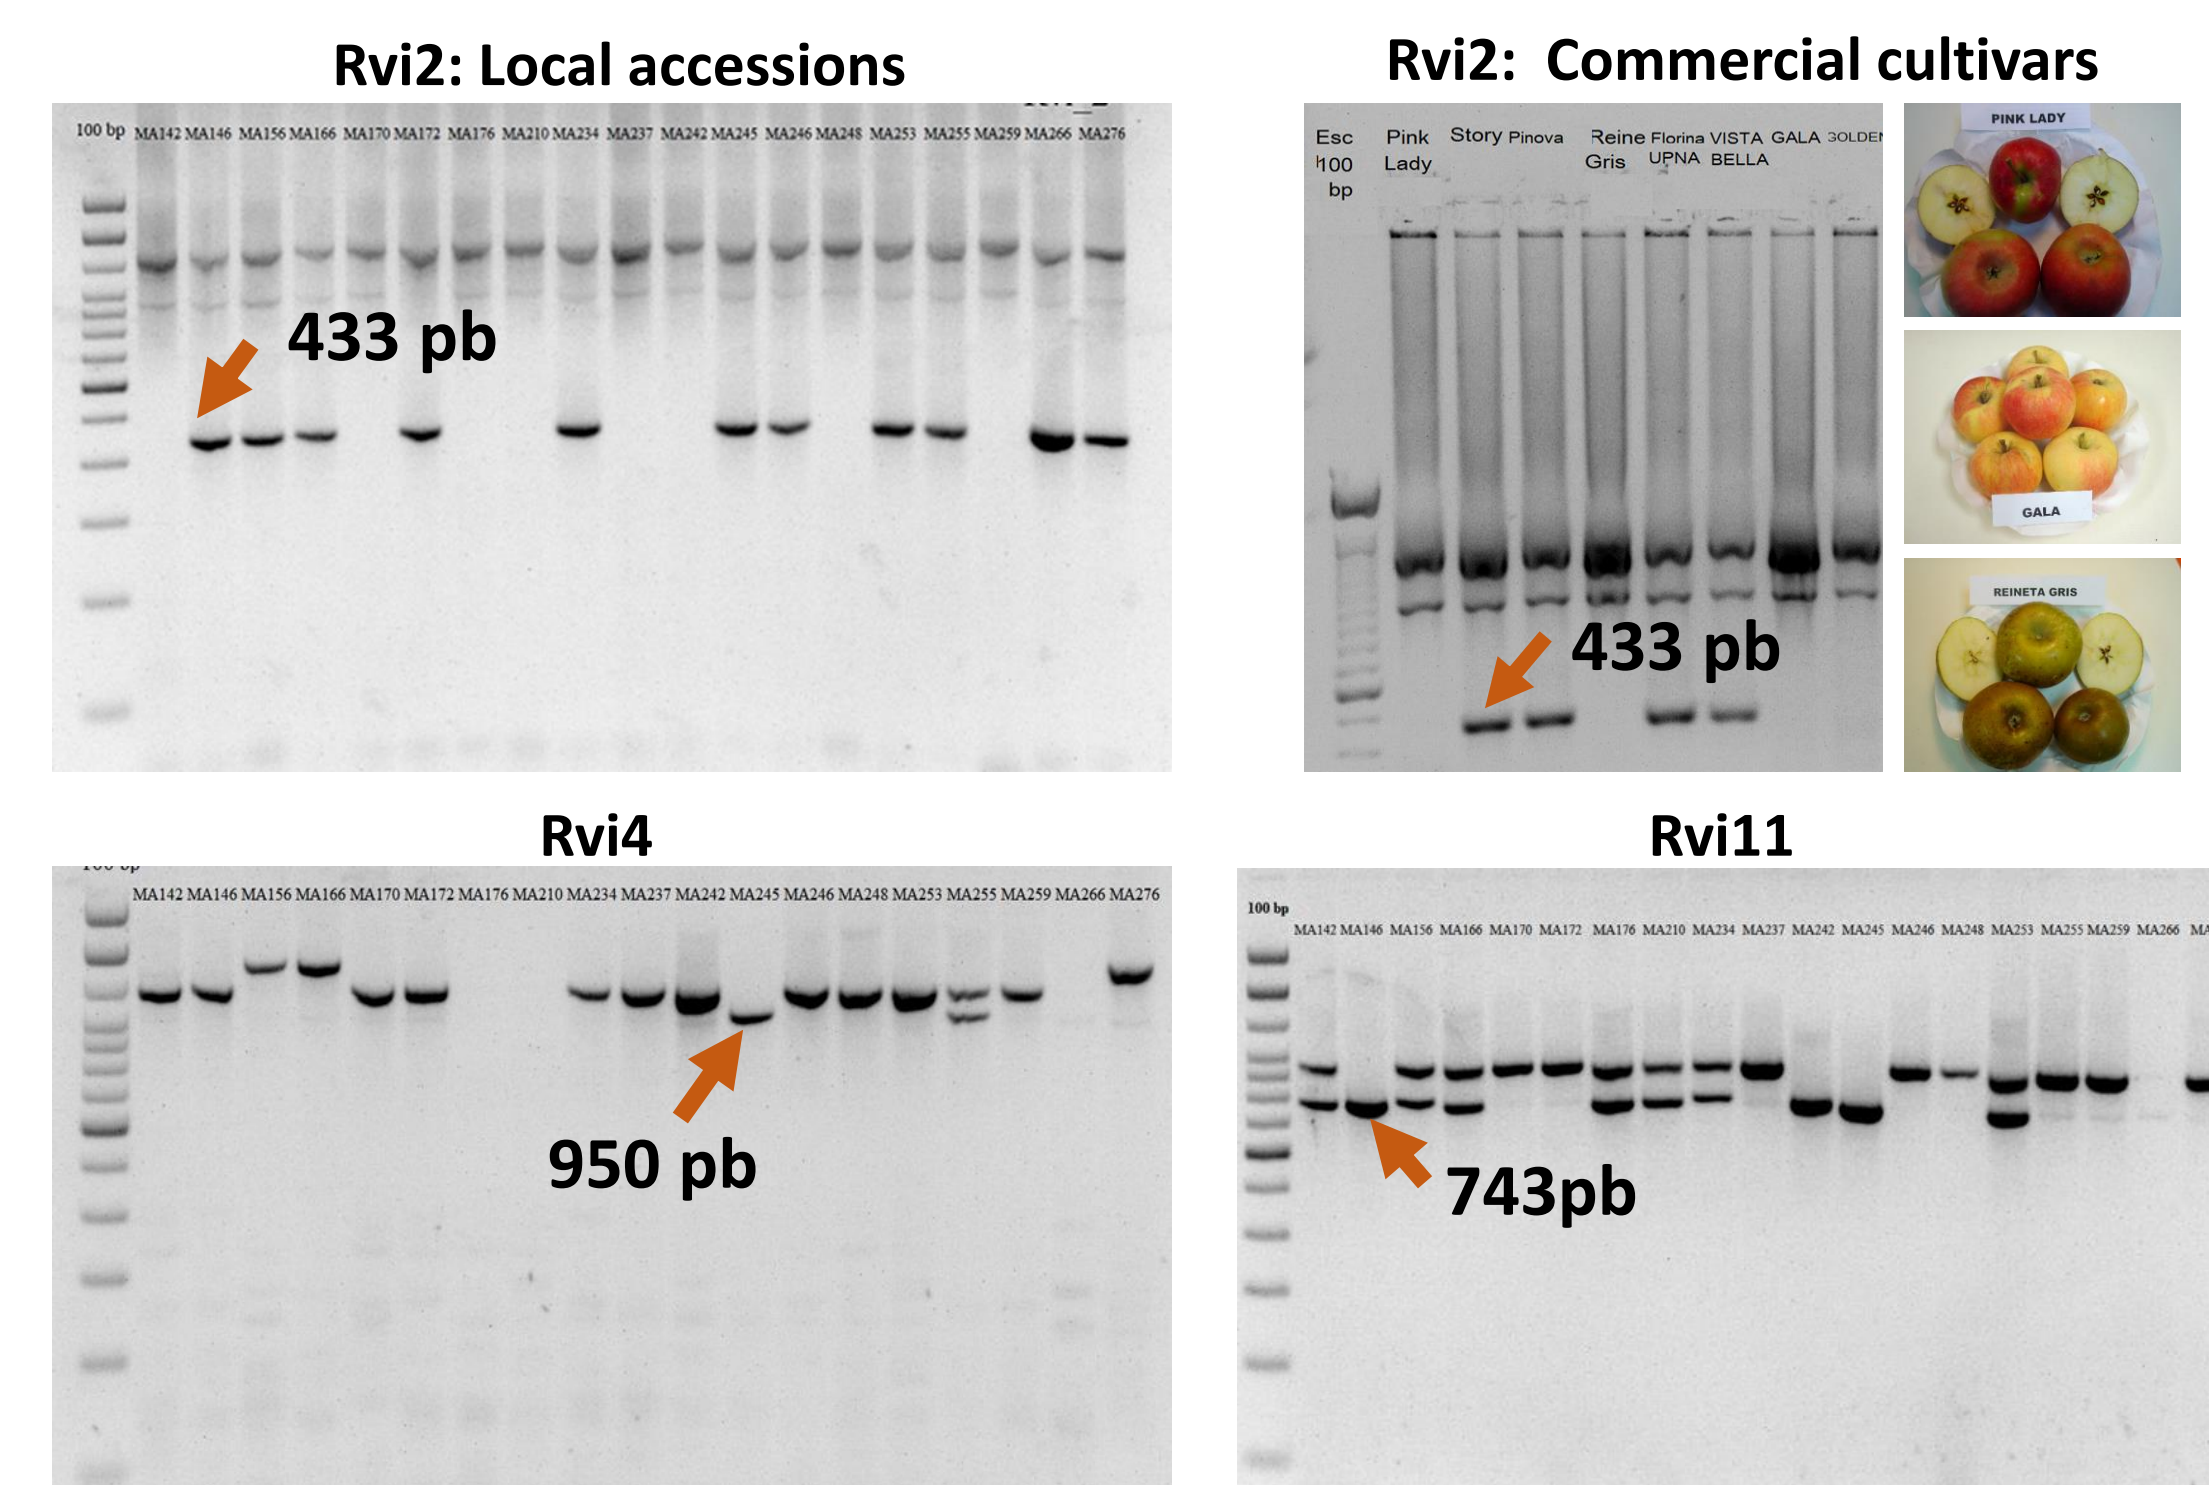 Rvi2: Local accessions
100 bp MA142 MA146 MA156 MA166 MA170 MA172 MA176 MA210 MA234 MA237 MA242 MA245 MA246 MA248 MA253 MA255 MA259 MA266 MA276
433 pb
Rvi2: Commercial cultivars
Esc Pink Story Pinova Reine Florina VISTA GALA GOLDEN
100 Lady Gris UPNA BELLA
bp
433 pb
PINK LADY
GALA
REINETA GRIS
Rvi4
MA142 MA146 MA156 MA166 MA170 MA172 MA176 MA210 MA234 MA237 MA242 MA245 MA246 MA248 MA253 MA255 MA259 MA266 MA276
950 pb
Rvi11
100 bp
MA142 MA146 MA156 MA166 MA170 MA172 MA176 MA210 MA234 MA237 MA242 MA245 MA246 MA248 MA253 MA255 MA259 MA266 MA
743pb